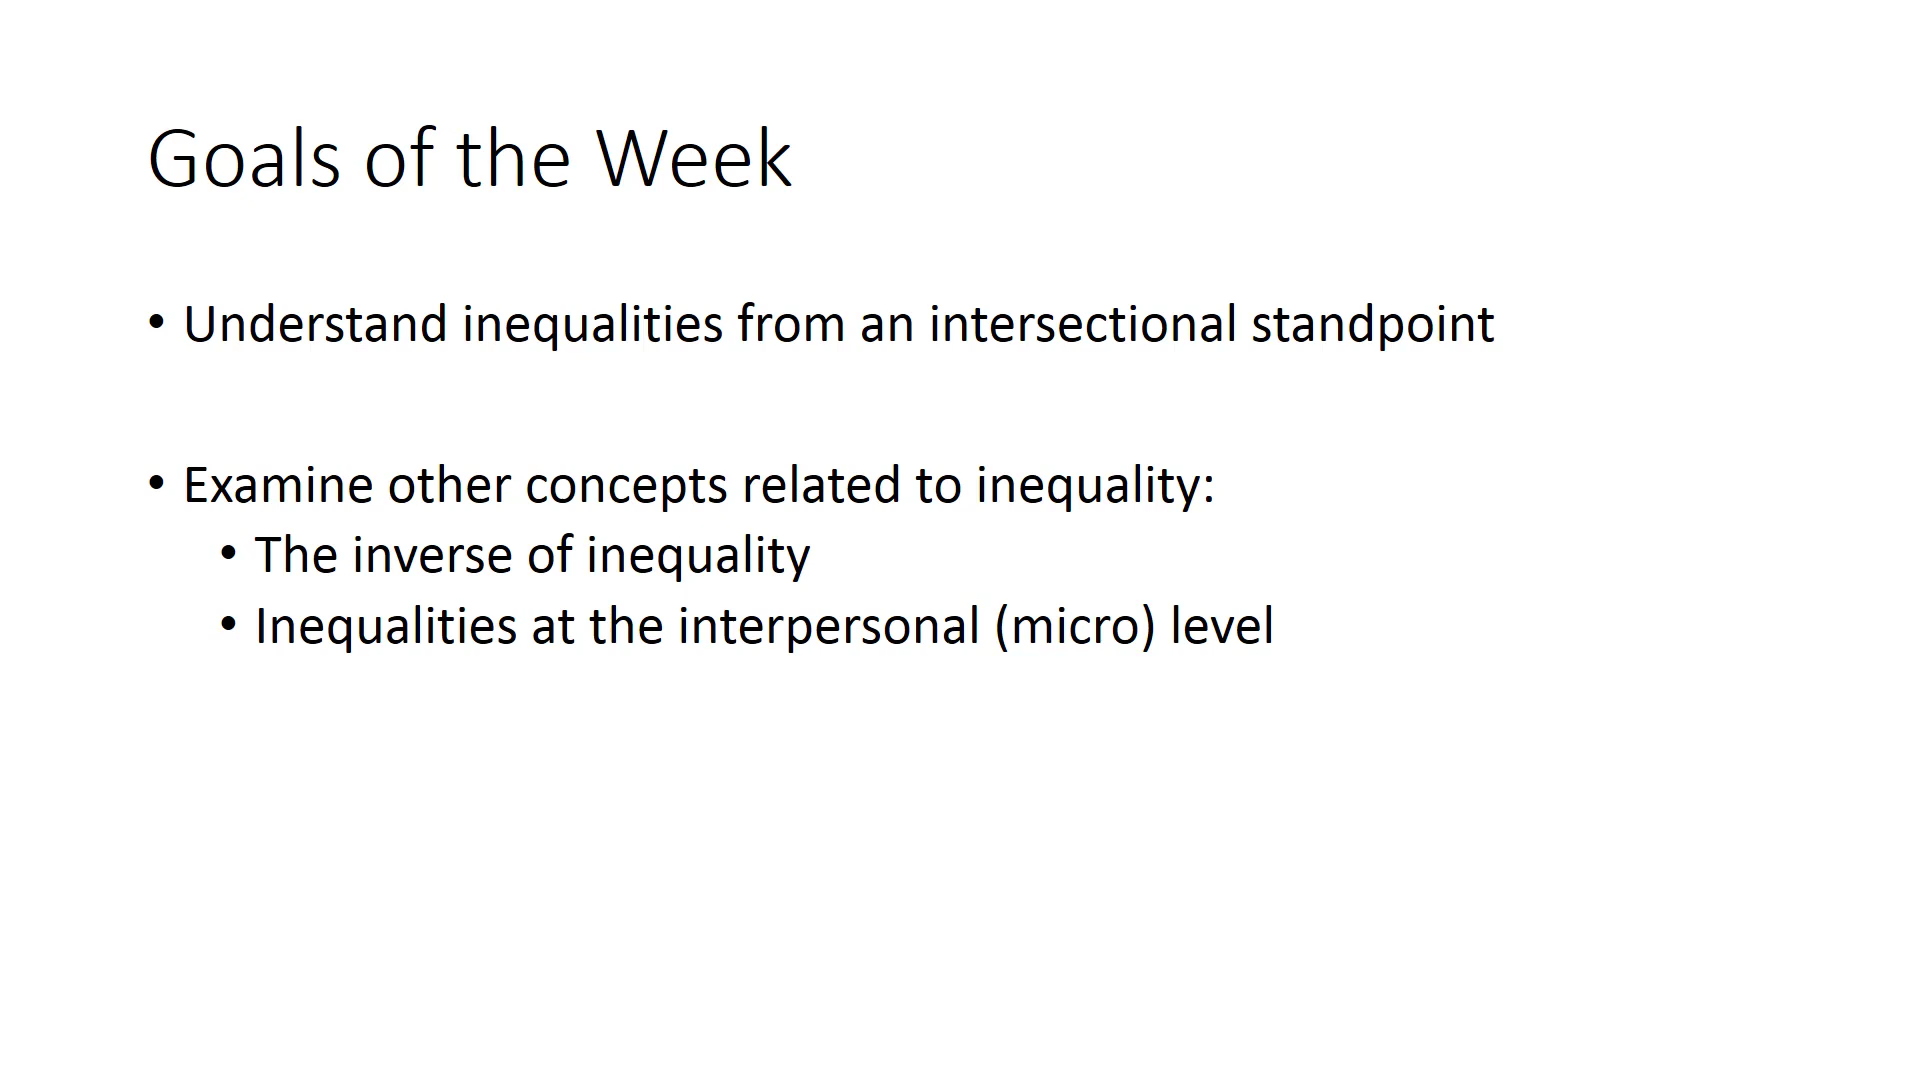 Goals of the Week
• Understand inequalities from an intersectional standpoint
• Examine other concepts related to inequality:
• The inverse of inequality
• Inequalities at the interpersonal (micro) level